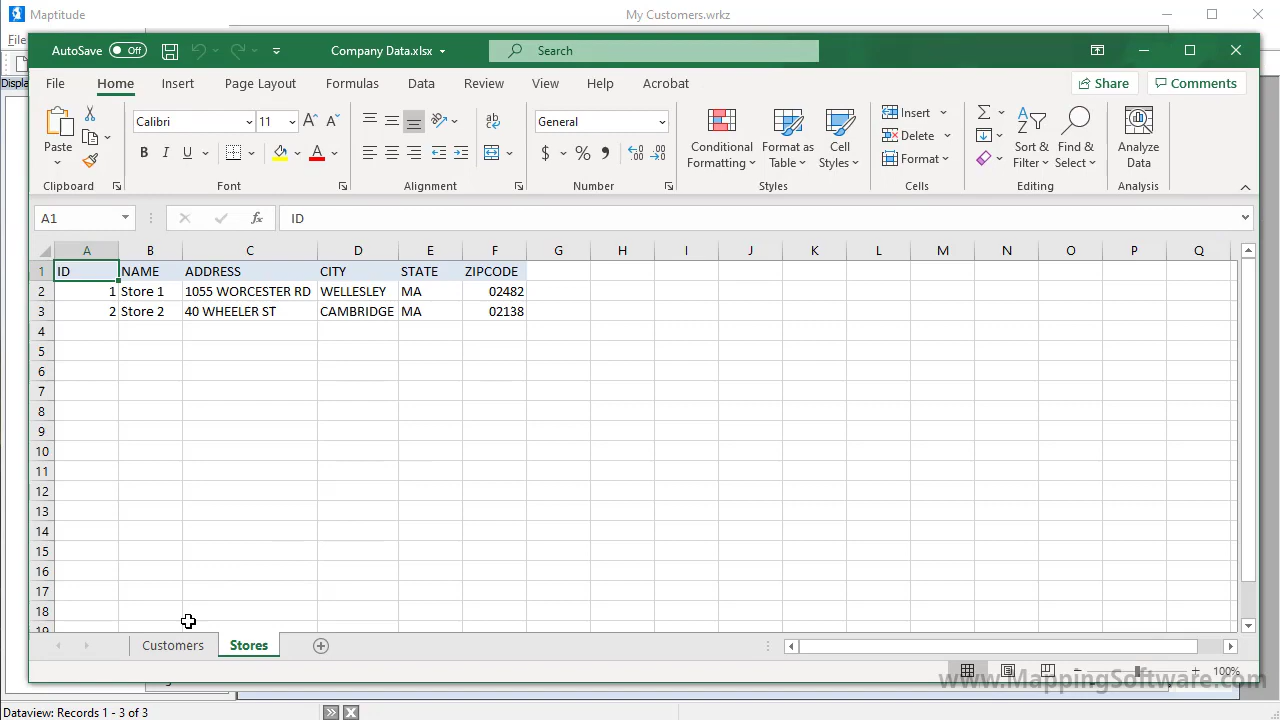 Maptitude My Customers.wrkz
File
Displa
AutoSave Off Company Data.xlsx Search
File Home Insert Page Layout Formulas Data Review View Help Acrobat Share Comments
Paste
Clipboard
Calibri 11
B I U A
Font
ab
Alignment
General
$ % 9
Number
Conditional Formatting
Format as Table
Cell Styles
Styles
Insert
Delete
Format
Cells
Sort & Filter
Find & Select
Editing
Analyze Data
Analysis
A1 fx ID
A B C D E F G H I J K L M N O P Q
1 ID NAME ADDRESS CITY STATE ZIPCODE
2 1 Store 1 1055 WORCESTER RD WELLESLEY MA 02482
3 2 Store 2 40 WHEELER ST CAMBRIDGE MA 02138
4
5
6
7
8
9
10
11
12
13
14
15
16
17
18
19
Customers Stores
100%
www.MappingSoftware.com
Dataview: Records 1 - 3 of 3